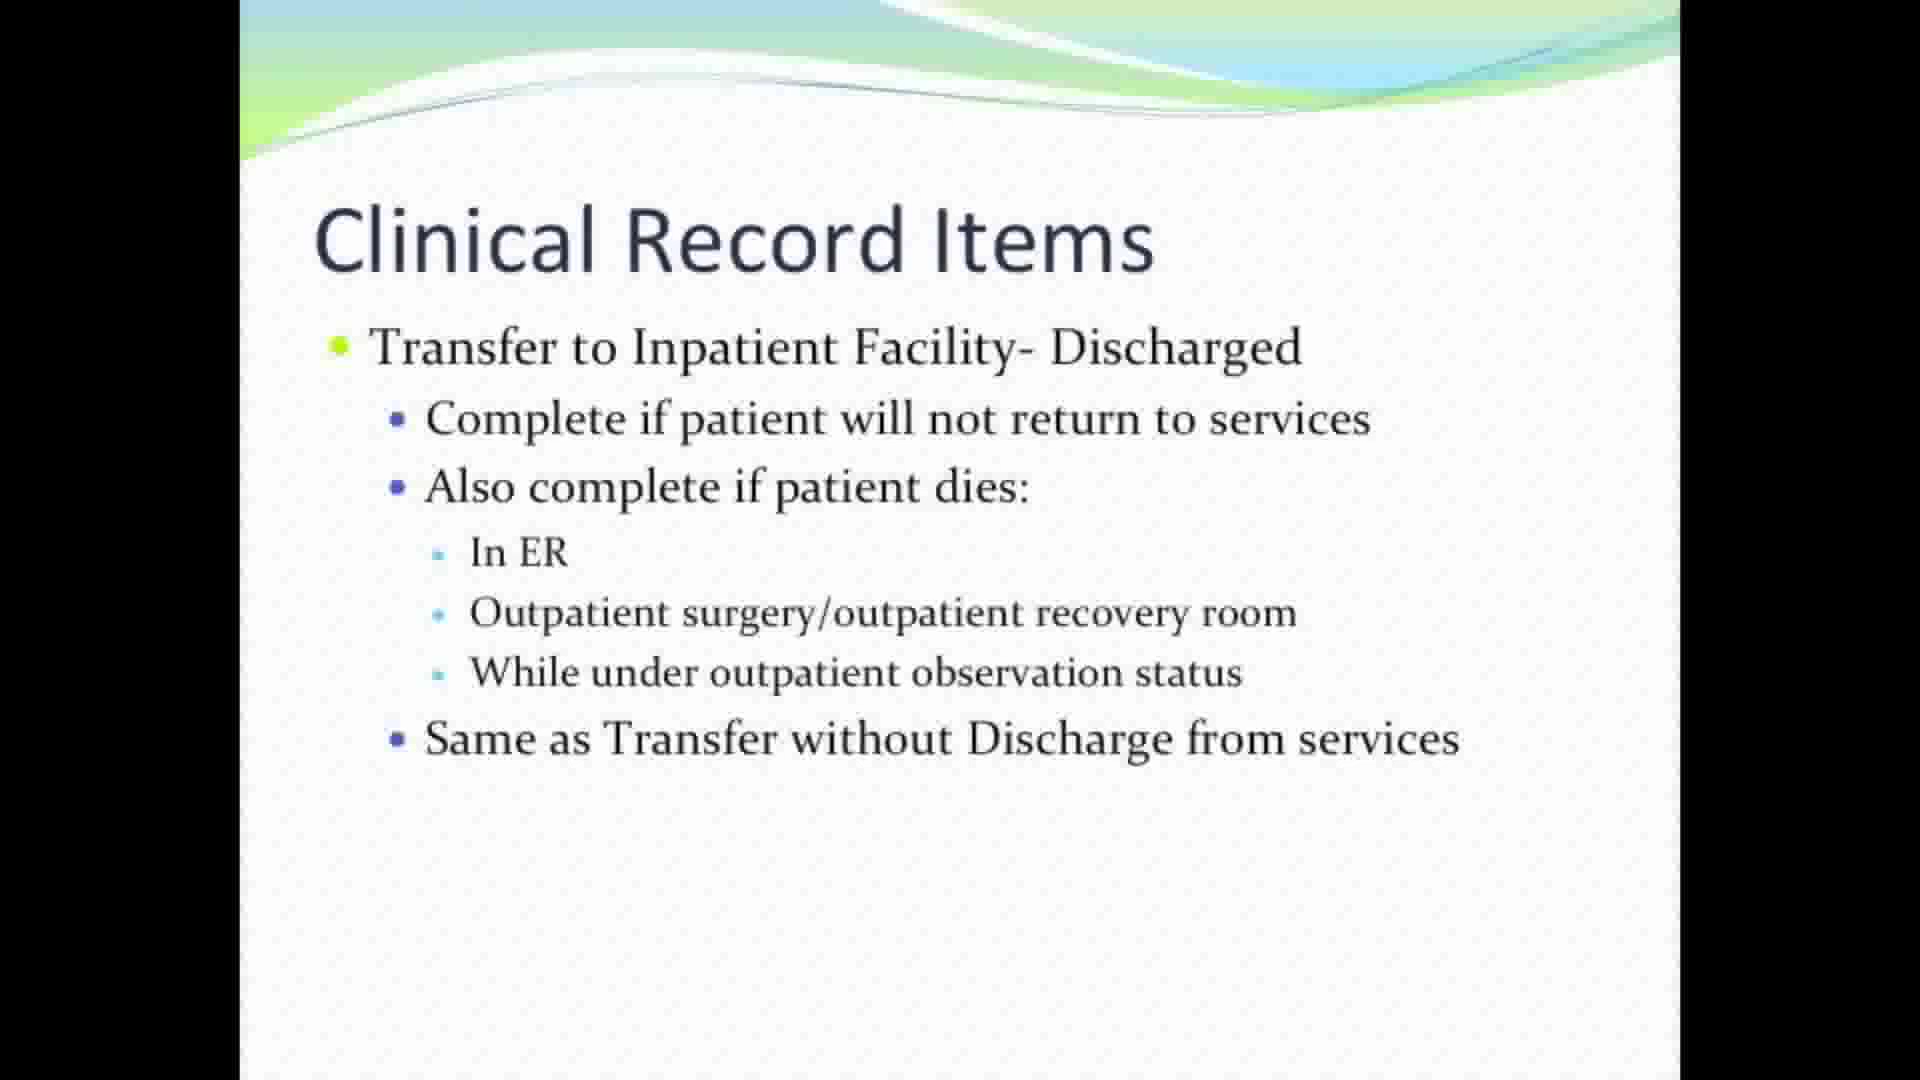 Clinical Record Items
Transfer to Inpatient Facility- Discharged
Complete if patient will not return to services
Also complete if patient dies:
In ER
Outpatient surgery/outpatient recovery room
While under outpatient observation status
Same as Transfer without Discharge from services